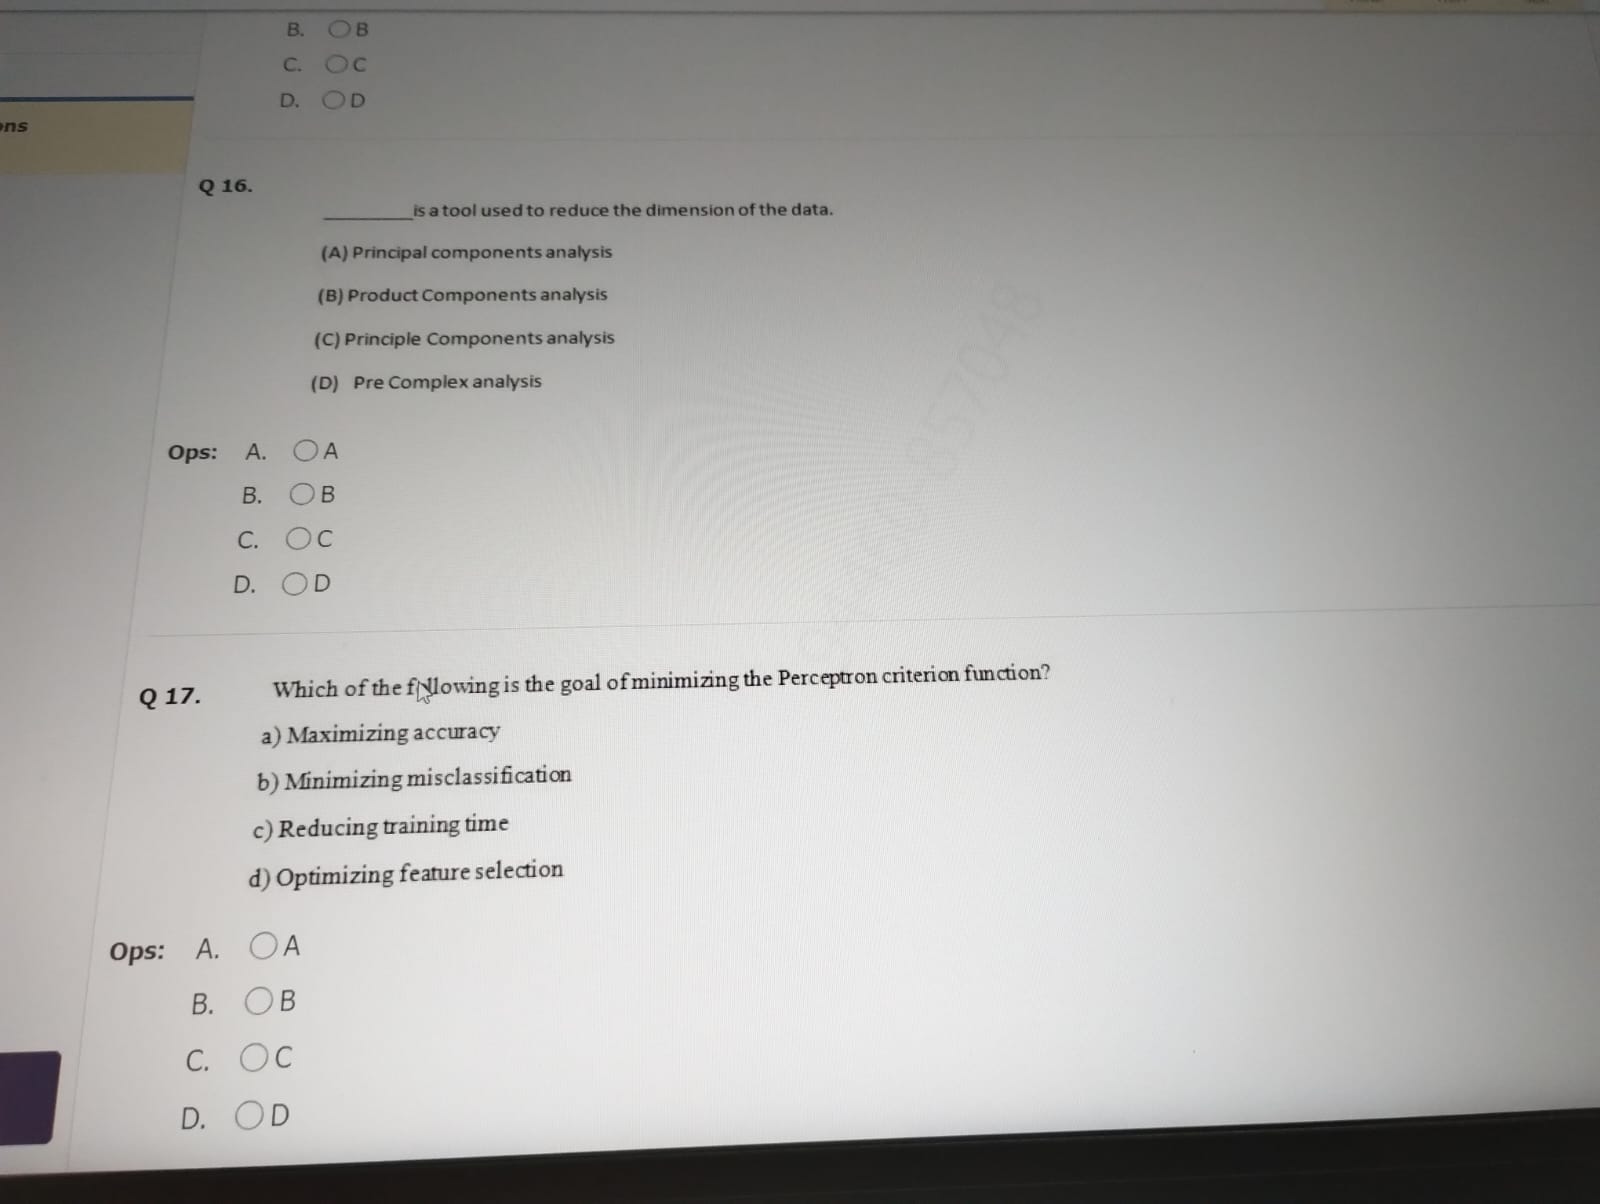 B. B
C. C
D. D
ons
Q 16.
________is a tool used to reduce the dimension of the data.
(A) Principal components analysis
(B) Product Components analysis
(C) Principle Components analysis
(D) Pre Complex analysis
Ops: A. A
B. B
C. C
D. D
Q 17. Which of the following is the goal of minimizing the Perceptron criterion function?
a) Maximizing accuracy
b) Minimizing misclassification
c) Reducing training time
d) Optimizing feature selection
Ops: A. A
B. B
C. C
D. D